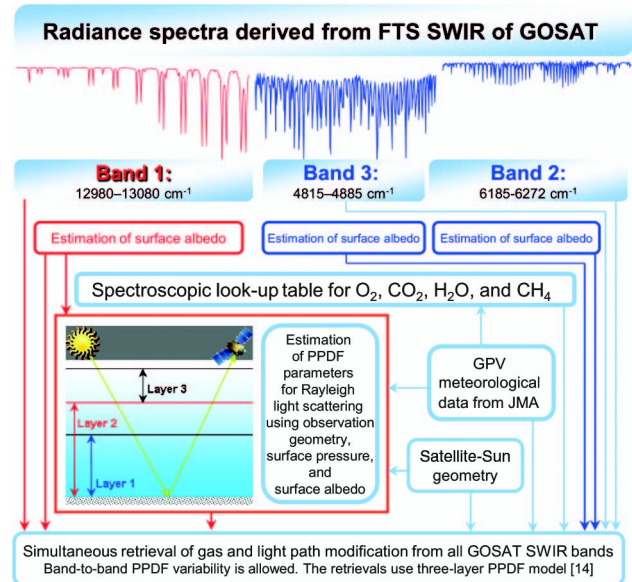 Radiance spectra derived from FTS SWIR of GOSAT
Band 1:
12980–13080 cm⁻¹
Band 3:
4815–4885 cm⁻¹
Band 2:
6185-6272 cm⁻¹
Estimation of surface albedo
Estimation of surface albedo
Estimation of surface albedo
Spectroscopic look-up table for O₂, CO₂, H₂O, and CH₄
Layer 3
Layer 2
Layer 1
Estimation
of PPDF
parameters
for Rayleigh
light scattering
using observation
geometry,
surface pressure,
and
surface albedo
GPV
meteorological
data from JMA
Satellite-Sun
geometry
Simultaneous retrieval of gas and light path modification from all GOSAT SWIR bands
Band-to-band PPDF variability is allowed. The retrievals use three-layer PPDF model [14]